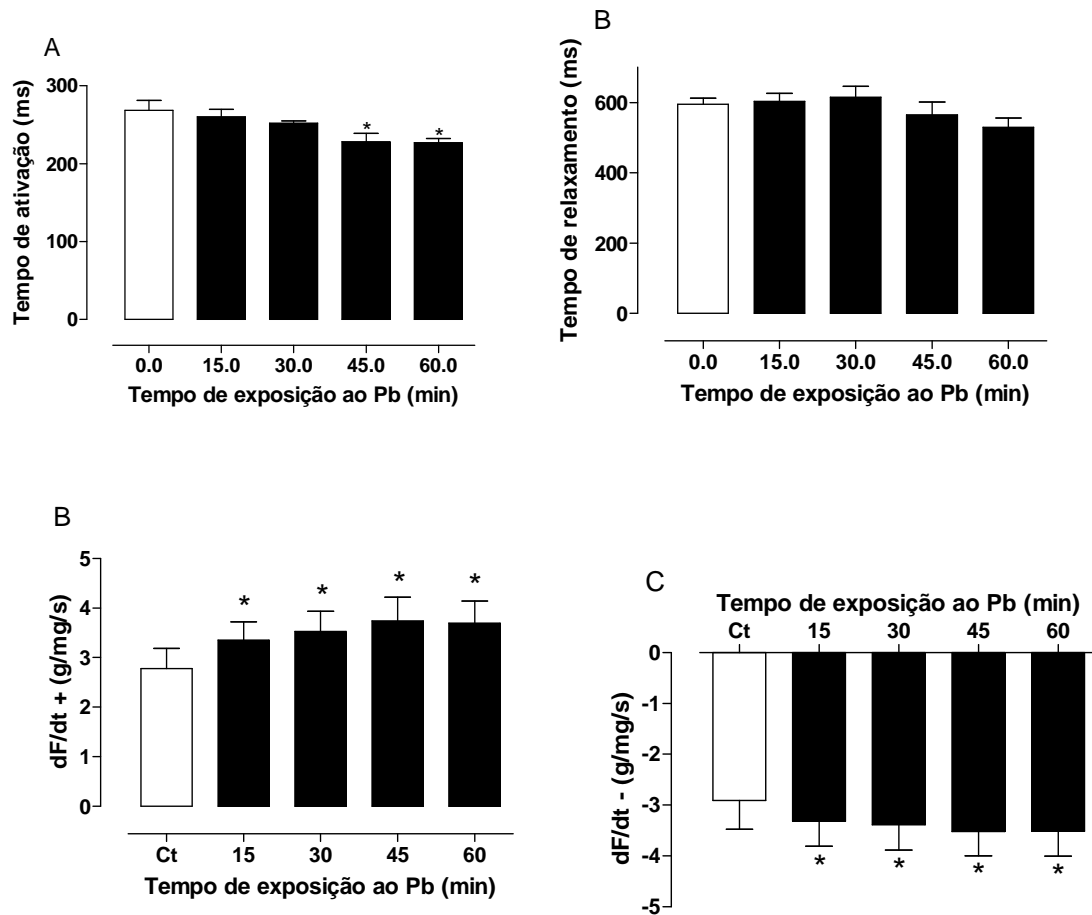 A
Tempo de ativação (ms)
300
200
100
0
*
*
0.0 15.0 30.0 45.0 60.0
Tempo de exposição ao Pb (min)
B
Tempo de relaxamento (ms)
600
400
200
0
0.0 15.0 30.0 45.0 60.0
Tempo de exposição ao Pb (min)
B
dF/dt + (g/mg/s)
5
4
3
2
1
0
* * * *
Ct 15 30 45 60
Tempo de exposição ao Pb (min)
C
Tempo de exposição ao Pb (min)
Ct 15 30 45 60
dF/dt - (g/mg/s)
0
-1
-2
-3
-4
-5
* * * *